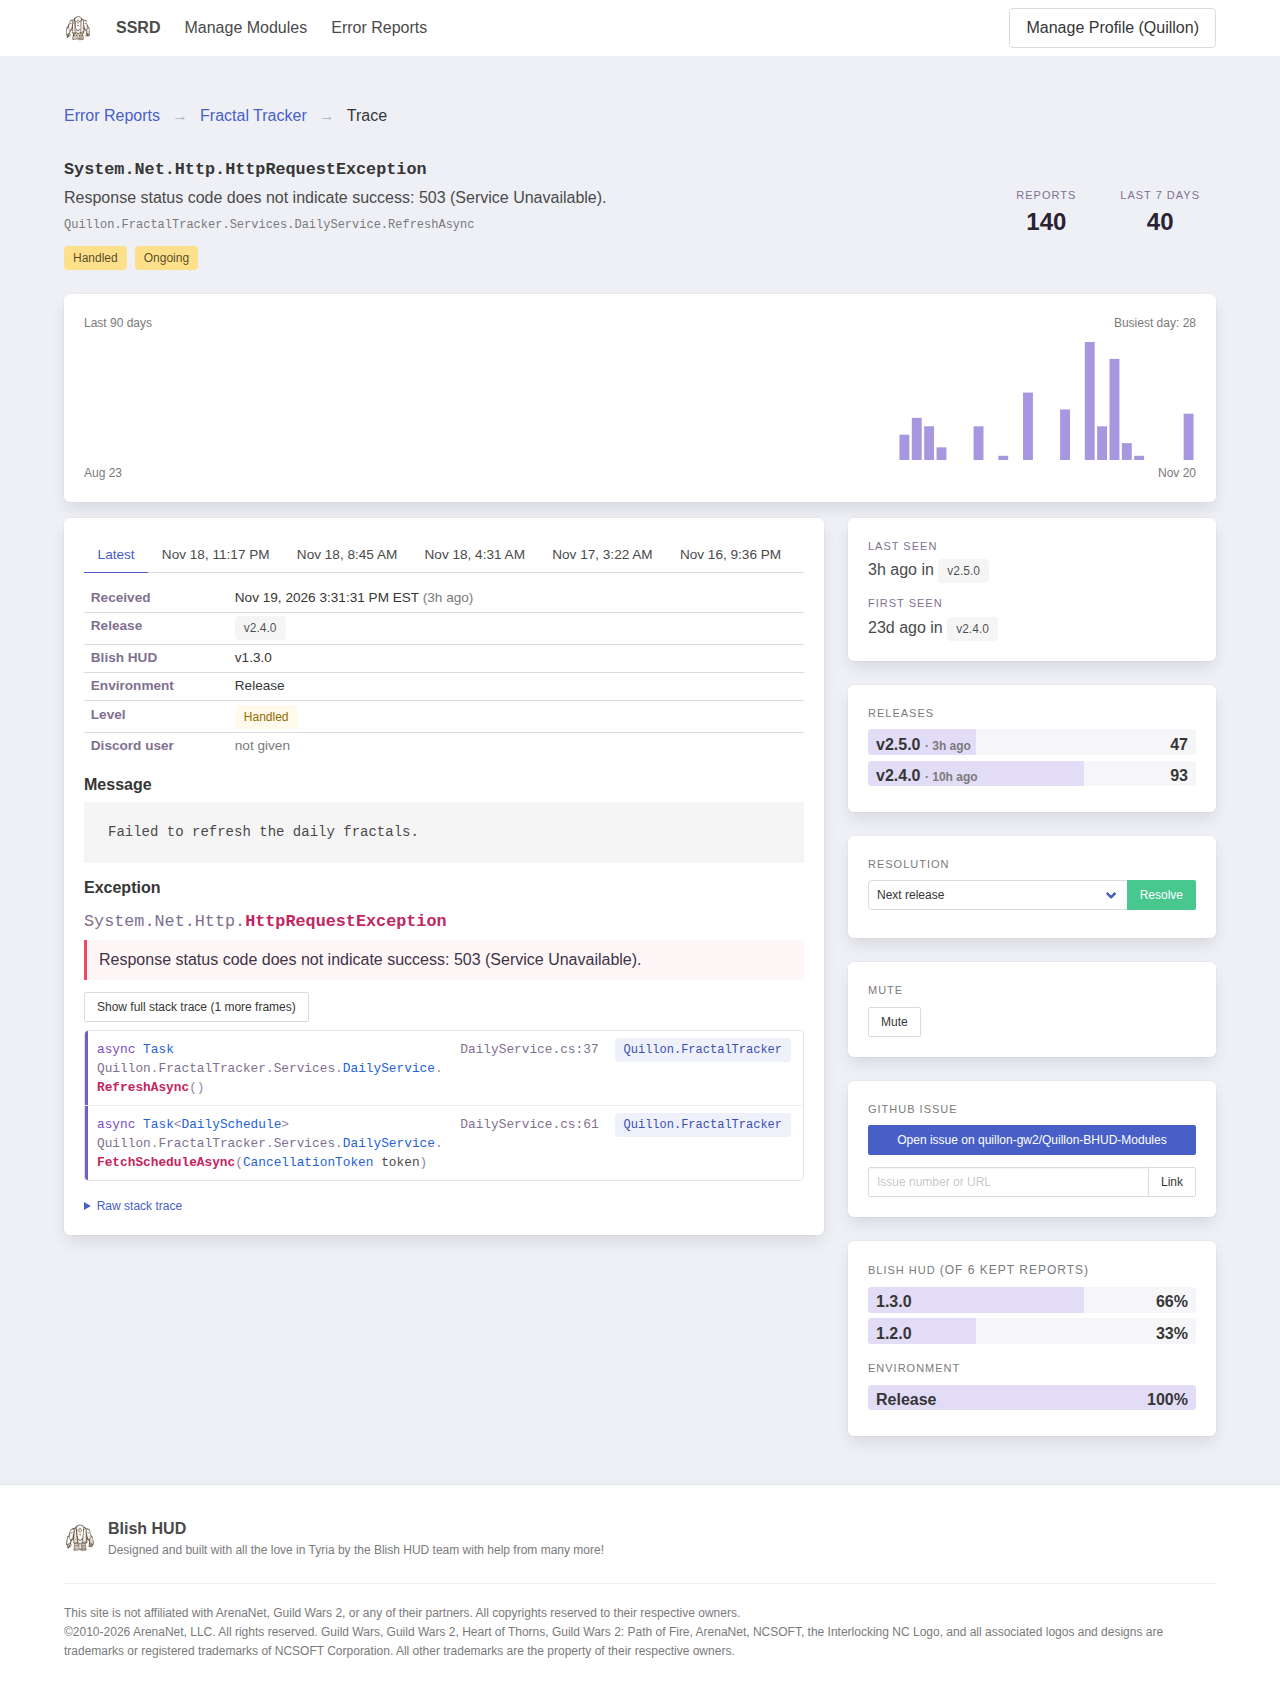 SSRD Manage Modules Error Reports Manage Profile (Quillon)
Error Reports → Fractal Tracker → Trace
System.Net.Http.HttpRequestException
Response status code does not indicate success: 503 (Service Unavailable).
Quillon.FractalTracker.Services.DailyService.RefreshAsync
Handled Ongoing
REPORTS LAST 7 DAYS
140 40
Last 90 days Busiest day: 28
Aug 23 Nov 20
Latest Nov 18, 11:17 PM Nov 18, 8:45 AM Nov 18, 4:31 AM Nov 17, 3:22 AM Nov 16, 9:36 PM
Received Nov 19, 2026 3:31:31 PM EST (3h ago)
Release v2.4.0
Blish HUD v1.3.0
Environment Release
Level Handled
Discord user not given
Message
Failed to refresh the daily fractals.
Exception
System.Net.Http.HttpRequestException
Response status code does not indicate success: 503 (Service Unavailable).
Show full stack trace (1 more frames)
async Task DailyService.cs:37 Quillon.FractalTracker
Quillon.FractalTracker.Services.DailyService.
RefreshAsync()
async Task<DailySchedule> DailyService.cs:61 Quillon.FractalTracker
Quillon.FractalTracker.Services.DailyService.
FetchScheduleAsync(CancellationToken token)
Raw stack trace
LAST SEEN
3h ago in v2.5.0
FIRST SEEN
23d ago in v2.4.0
RELEASES
v2.5.0 · 3h ago 47
v2.4.0 · 10h ago 93
RESOLUTION
Next release Resolve
MUTE
Mute
GITHUB ISSUE
Open issue on quillon-gw2/Quillon-BHUD-Modules
Issue number or URL Link
BLISH HUD (OF 6 KEPT REPORTS)
1.3.0 66%
1.2.0 33%
ENVIRONMENT
Release 100%
Blish HUD
Designed and built with all the love in Tyria by the Blish HUD team with help from many more!
This site is not affiliated with ArenaNet, Guild Wars 2, or any of their partners. All copyrights reserved to their respective owners.
©2010-2026 ArenaNet, LLC. All rights reserved. Guild Wars, Guild Wars 2, Heart of Thorns, Guild Wars 2: Path of Fire, ArenaNet, NCSOFT, the Interlocking NC Logo, and all associated logos and designs are
trademarks or registered trademarks of NCSOFT Corporation. All other trademarks are the property of their respective owners.